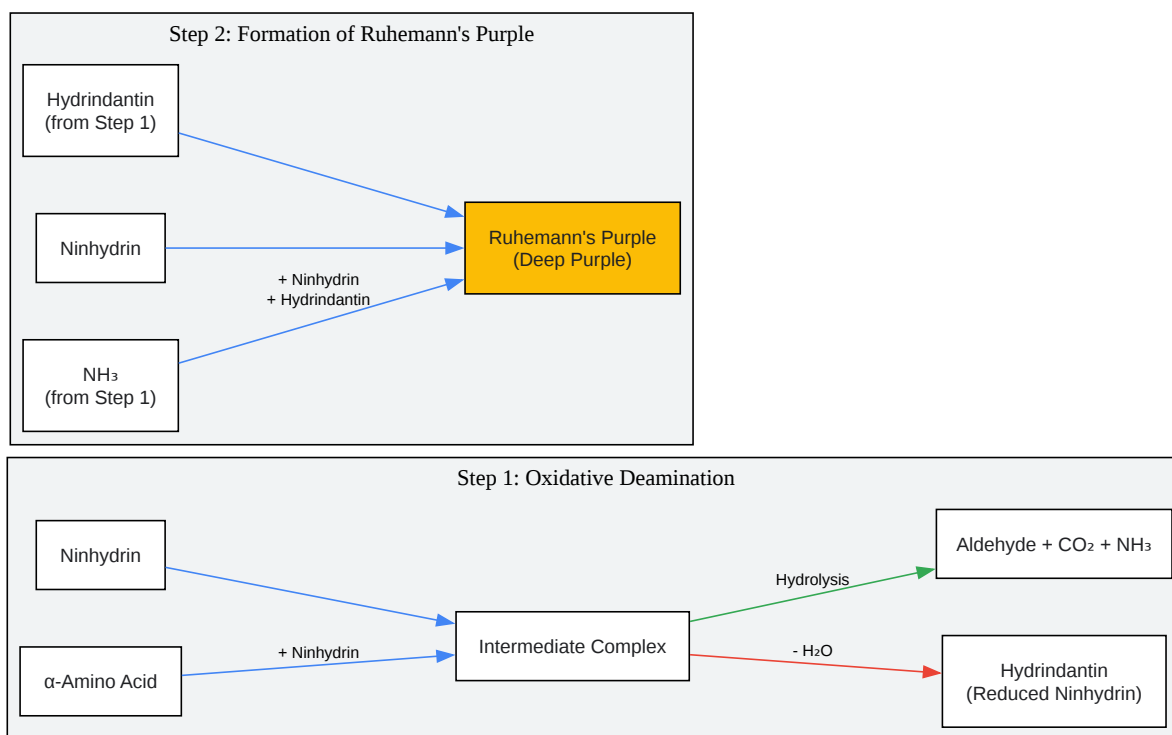 Step 2: Formation of Ruhemann's Purple
Hydrindantin
(from Step 1)
Ninhydrin
+ Ninhydrin
+ Hydrindantin
Ruhemann's Purple
(Deep Purple)
NH₃
(from Step 1)
Step 1: Oxidative Deamination
Ninhydrin
α-Amino Acid
+ Ninhydrin
Intermediate Complex
Hydrolysis
- H₂O
Aldehyde + CO₂ + NH₃
Hydrindantin
(Reduced Ninhydrin)